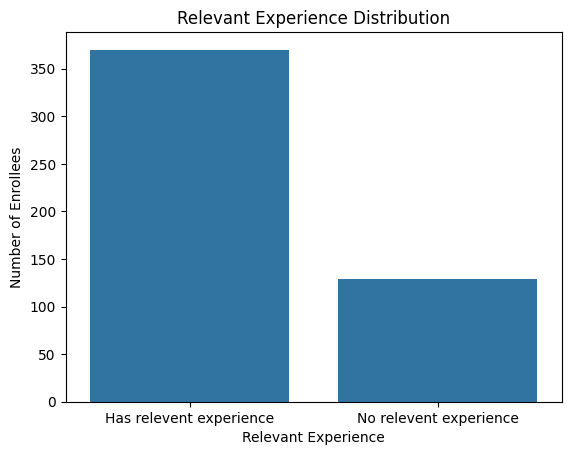 Relevant Experience Distribution
Number of Enrollees
350
300
250
200
150
100
50
0
Has relevent experience No relevent experience
Relevant Experience